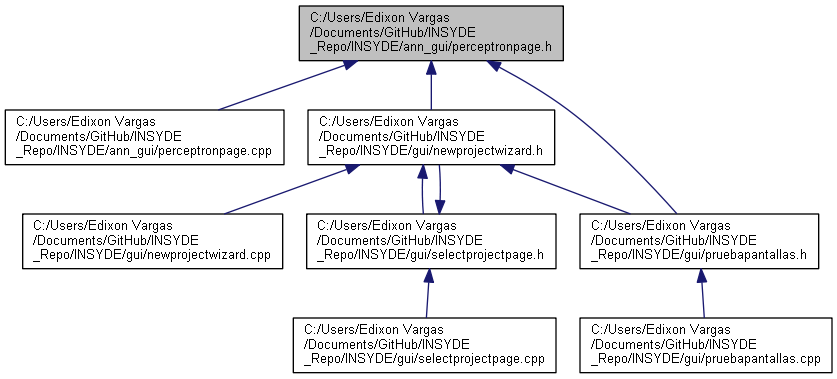 C:/Users/Edixon Vargas
/Documents/GitHub/INSYDE
_Repo/INSYDE/ann_gui/perceptronpage.h
C:/Users/Edixon Vargas
/Documents/GitHub/INSYDE
_Repo/INSYDE/ann_gui/perceptronpage.cpp
C:/Users/Edixon Vargas
/Documents/GitHub/INSYDE
_Repo/INSYDE/gui/newprojectwizard.h
C:/Users/Edixon Vargas
/Documents/GitHub/INSYDE
_Repo/INSYDE/gui/newprojectwizard.cpp
C:/Users/Edixon Vargas
/Documents/GitHub/INSYDE
_Repo/INSYDE/gui/selectprojectpage.h
C:/Users/Edixon Vargas
/Documents/GitHub/INSYDE
_Repo/INSYDE/gui/pruebapantallas.h
C:/Users/Edixon Vargas
/Documents/GitHub/INSYDE
_Repo/INSYDE/gui/selectprojectpage.cpp
C:/Users/Edixon Vargas
/Documents/GitHub/INSYDE
_Repo/INSYDE/gui/pruebapantallas.cpp